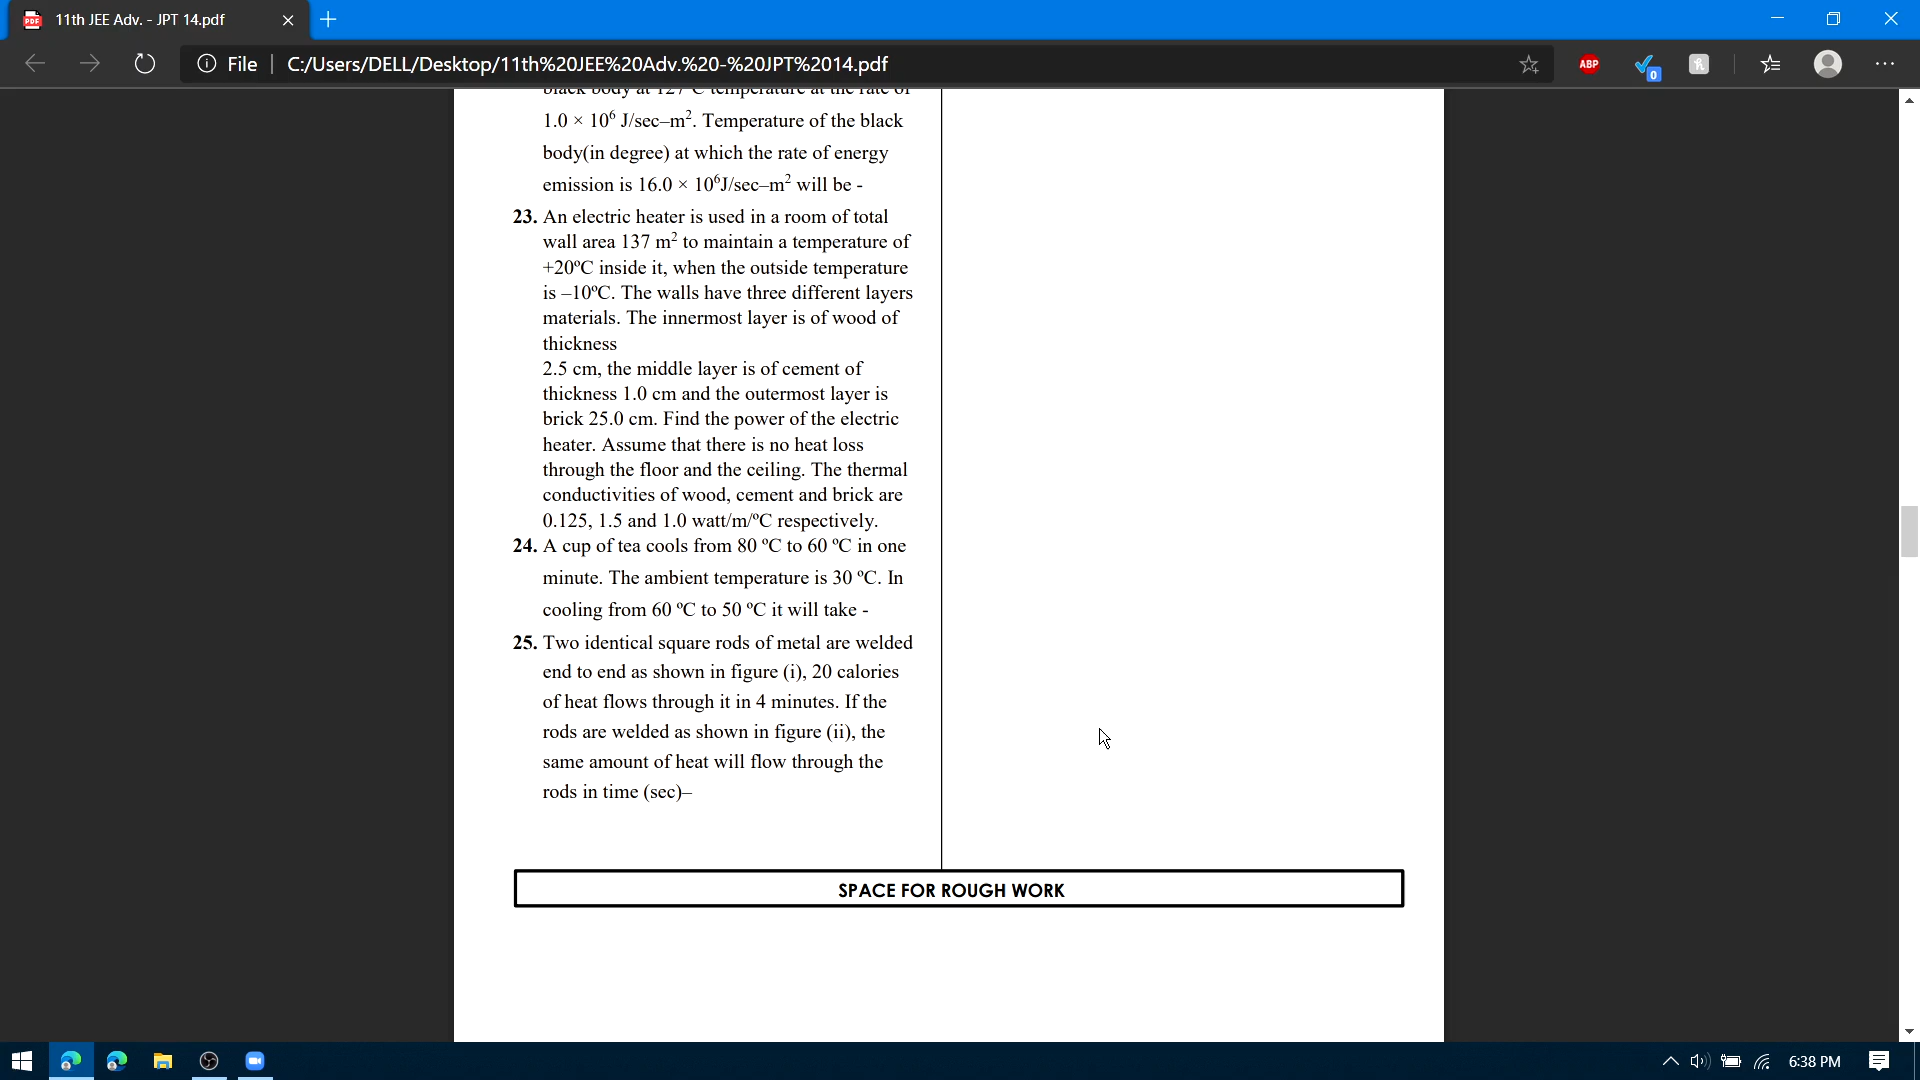 11th JEE Adv. - JPT 14.pdf
File
C:/Users/DELL/Desktop/11th%20JEE%20Adv.%20-%20JPT%2014.pdf
ABP
0
black body at 127°C temperature at the rate of
1.0 × 10⁶ J/sec–m². Temperature of the black
body(in degree) at which the rate of energy
emission is 16.0 × 10⁶J/sec–m² will be -
23. An electric heater is used in a room of total
wall area 137 m² to maintain a temperature of
+20ºC inside it, when the outside temperature
is –10ºC. The walls have three different layers
materials. The innermost layer is of wood of
thickness
2.5 cm, the middle layer is of cement of
thickness 1.0 cm and the outermost layer is
brick 25.0 cm. Find the power of the electric
heater. Assume that there is no heat loss
through the floor and the ceiling. The thermal
conductivities of wood, cement and brick are
0.125, 1.5 and 1.0 watt/m/ºC respectively.
24. A cup of tea cools from 80 ºC to 60 ºC in one
minute. The ambient temperature is 30 ºC. In
cooling from 60 ºC to 50 ºC it will take -
25. Two identical square rods of metal are welded
end to end as shown in figure (i), 20 calories
of heat flows through it in 4 minutes. If the
rods are welded as shown in figure (ii), the
same amount of heat will flow through the
rods in time (sec)–
SPACE FOR ROUGH WORK
6:38 PM